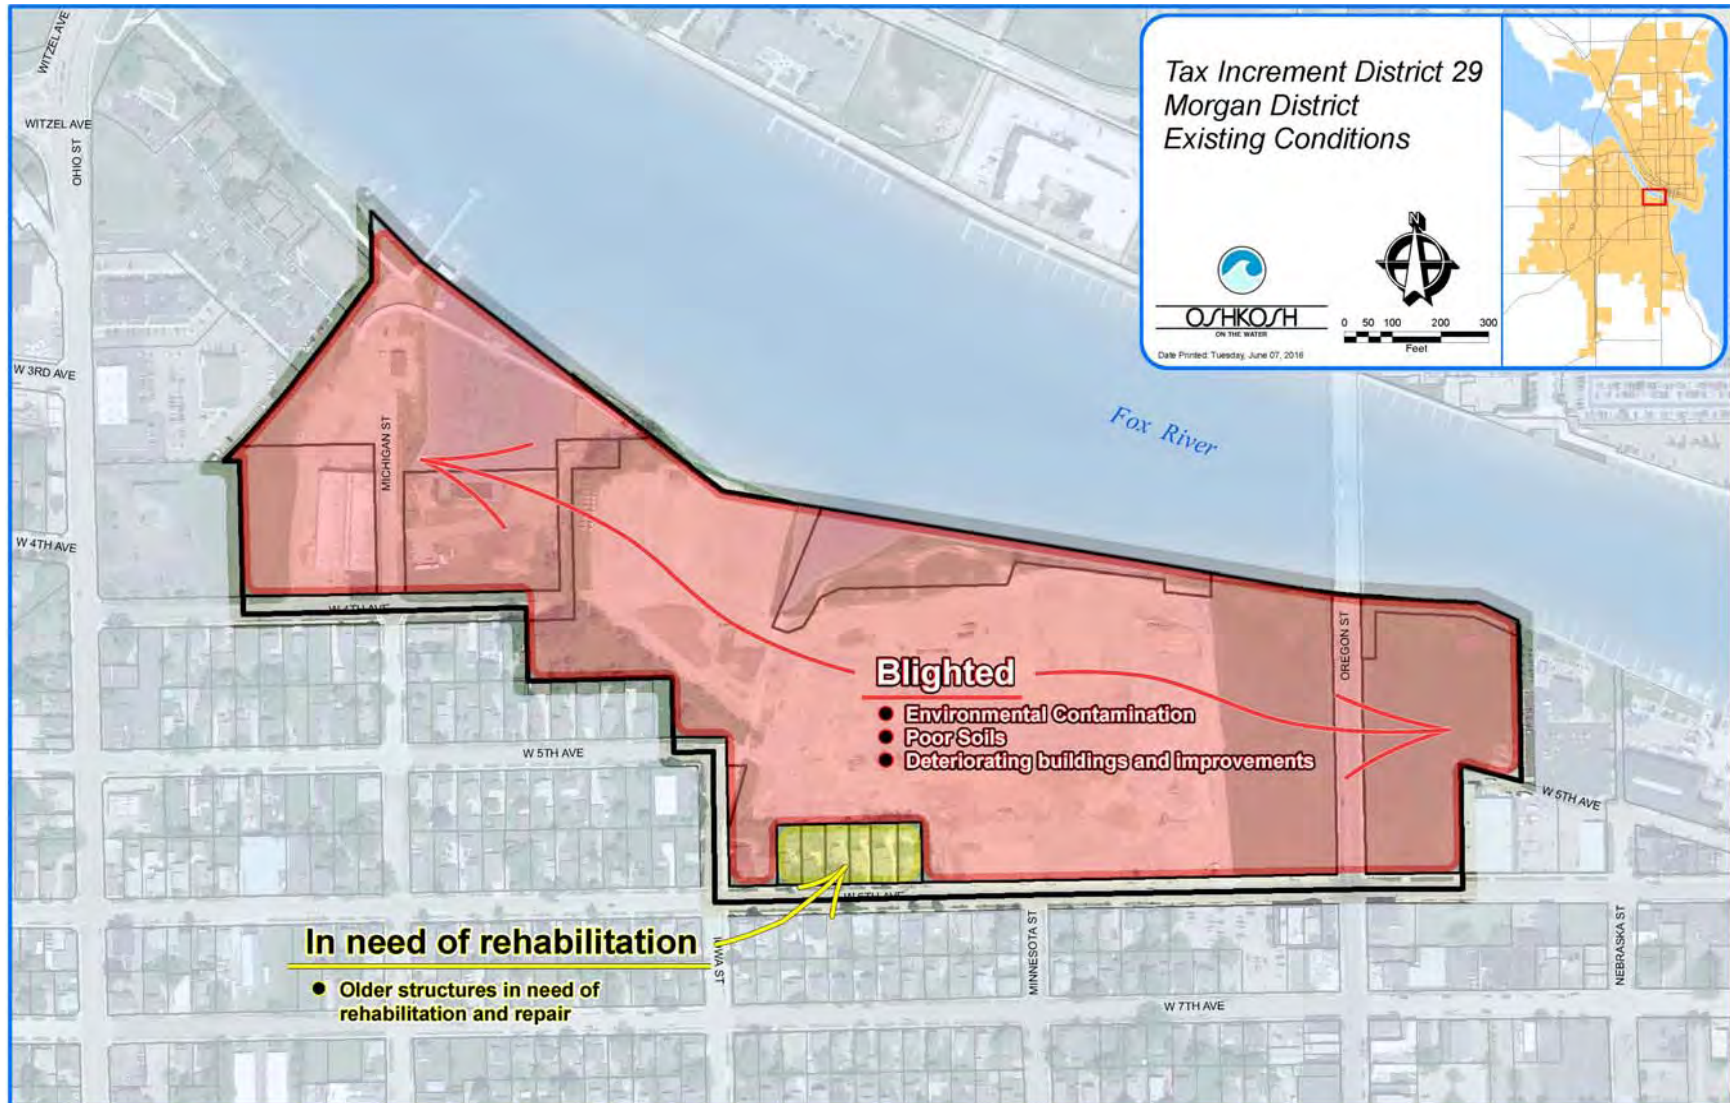 Tax Increment District 29
Morgan District
Existing Conditions
N
OSHKOSH
ON THE WATER
0 50 100 200 300
Feet
Date Printed: Tuesday, June 07, 2016
WITZEL AVE
WITZEL AVE
OHIO ST
W 3RD AVE
W 4TH AVE
MICHIGAN ST
W 4TH AVE
Fox River
OREGON ST
Blighted
Environmental Contamination
Poor Soils
Deteriorating buildings and improvements
W 5TH AVE
W 5TH AVE
W 6TH AVE
In need of rehabilitation
Older structures in need of
rehabilitation and repair
IOWA ST
MINNESOTA ST
NEBRASKA ST
W 7TH AVE